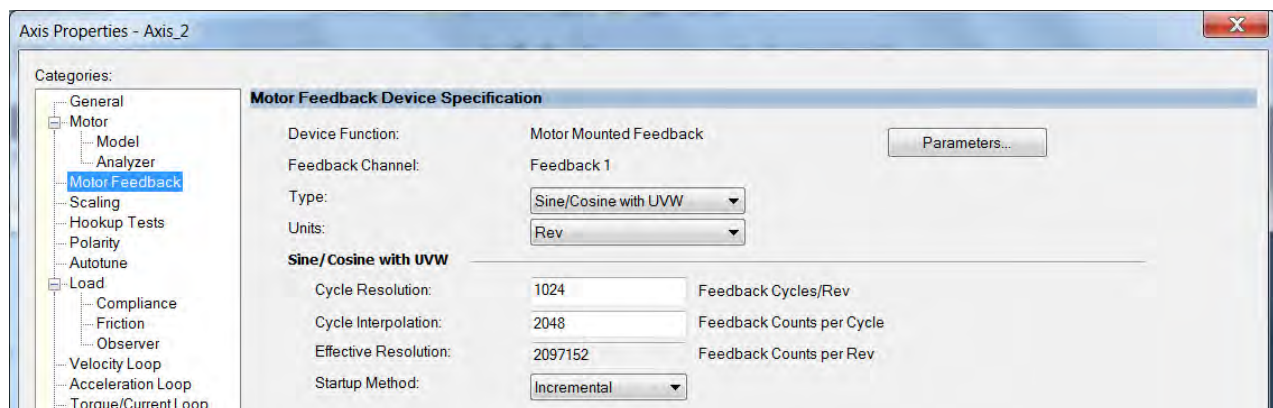 Axis Properties - Axis_2
X
Categories:
General
Motor
Model
Analyzer
Motor Feedback
Scaling
Hookup Tests
Polarity
Autotune
Load
Compliance
Friction
Observer
Velocity Loop
Acceleration Loop
Torque/Current Loop
Motor Feedback Device Specification
Device Function: Motor Mounted Feedback Parameters...
Feedback Channel: Feedback 1
Type: Sine/Cosine with UVW
Units: Rev
Sine/Cosine with UVW
Cycle Resolution: 1024 Feedback Cycles/Rev
Cycle Interpolation: 2048 Feedback Counts per Cycle
Effective Resolution: 2097152 Feedback Counts per Rev
Startup Method: Incremental